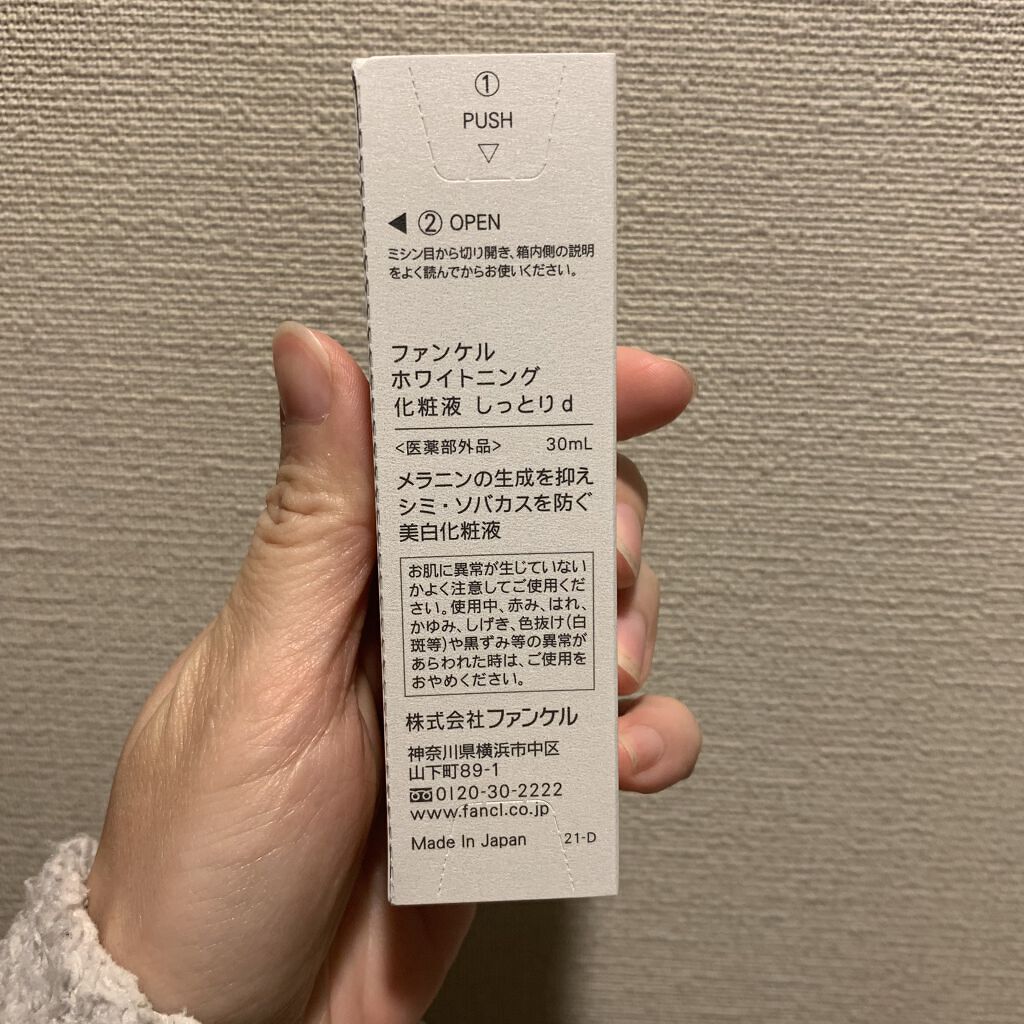 ①
PUSH
▽
◀ ② OPEN
ミシン目から切り開き、箱内側の説明
をよく読んでからお使いください。
ファンケル
ホワイトニング
化粧液 しっとり d
<医薬部外品> 30mL
メラニンの生成を抑え
シミ・ソバカスを防ぐ
美白化粧液
お肌に異常が生じていない
かよく注意してご使用くだ
さい。使用中、赤み、はれ、
かゆみ、しげき、色抜け(白
斑等)や黒ずみ等の異常が
あらわれた時は、ご使用を
おやめください。
株式会社ファンケル
神奈川県横浜市中区
山下町89-1
0120-30-2222
www.fancl.co.jp
Made In Japan 21-D